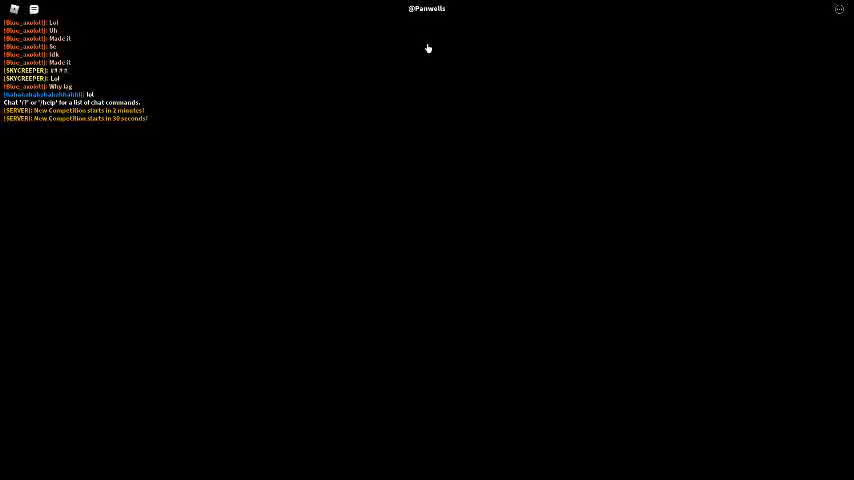 @Panwells
[Blue_axolotl]: Lol
[Blue_axolotl]: Uh
[Blue_axolotl]: Made it
[Blue_axolotl]: Se
[Blue_axolotl]: Idk
[Blue_axolotl]: Made it
[SKYCREEPER]: ####
[SKYCREEPER]: Lol
[Blue_axolotl]: Why lag
lol
Chat '/?' or '/help' for a list of chat commands.
[SERVER]: New Competition starts in 2 minutes!
[SERVER]: New Competition starts in 30 seconds!